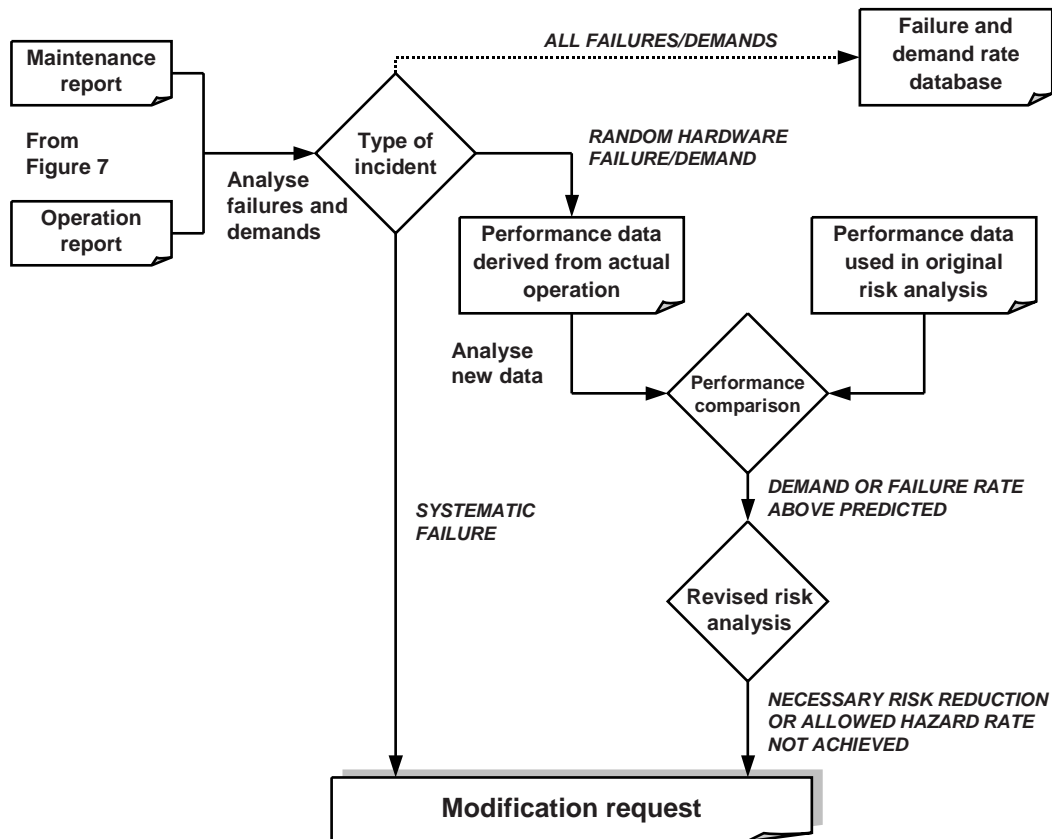 Maintenance
report
From
Figure 7
Operation
report
Analyse
failures and
demands
Type of
incident
ALL FAILURES/DEMANDS
Failure and
demand rate
database
RANDOM HARDWARE
FAILURE/DEMAND
Performance data
derived from actual
operation
Performance data
used in original
risk analysis
Analyse
new data
Performance
comparison
SYSTEMATIC
FAILURE
DEMAND OR FAILURE RATE
ABOVE PREDICTED
Revised risk
analysis
NECESSARY RISK REDUCTION
OR ALLOWED HAZARD RATE
NOT ACHIEVED
Modification request